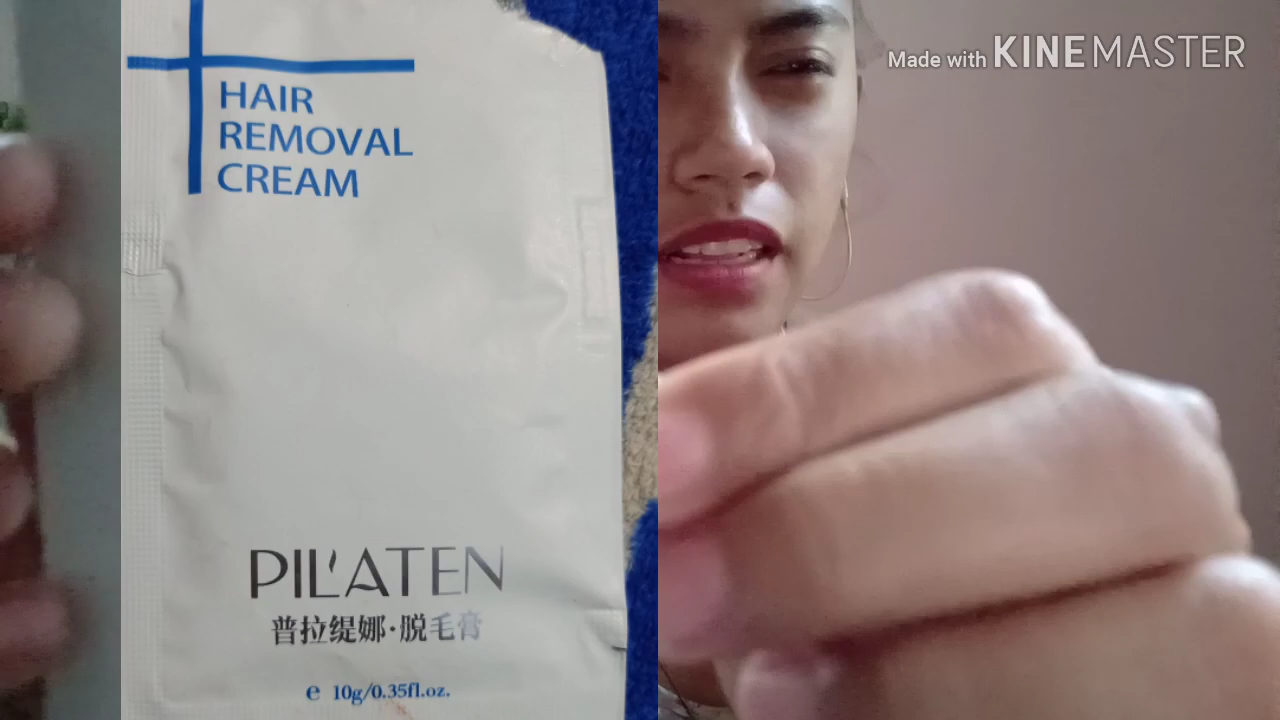 HAIR
REMOVAL
CREAM
PIL'ATEN
普拉缇娜·脱毛膏
e 10g/0.35fl.oz.
Made with KINEMASTER